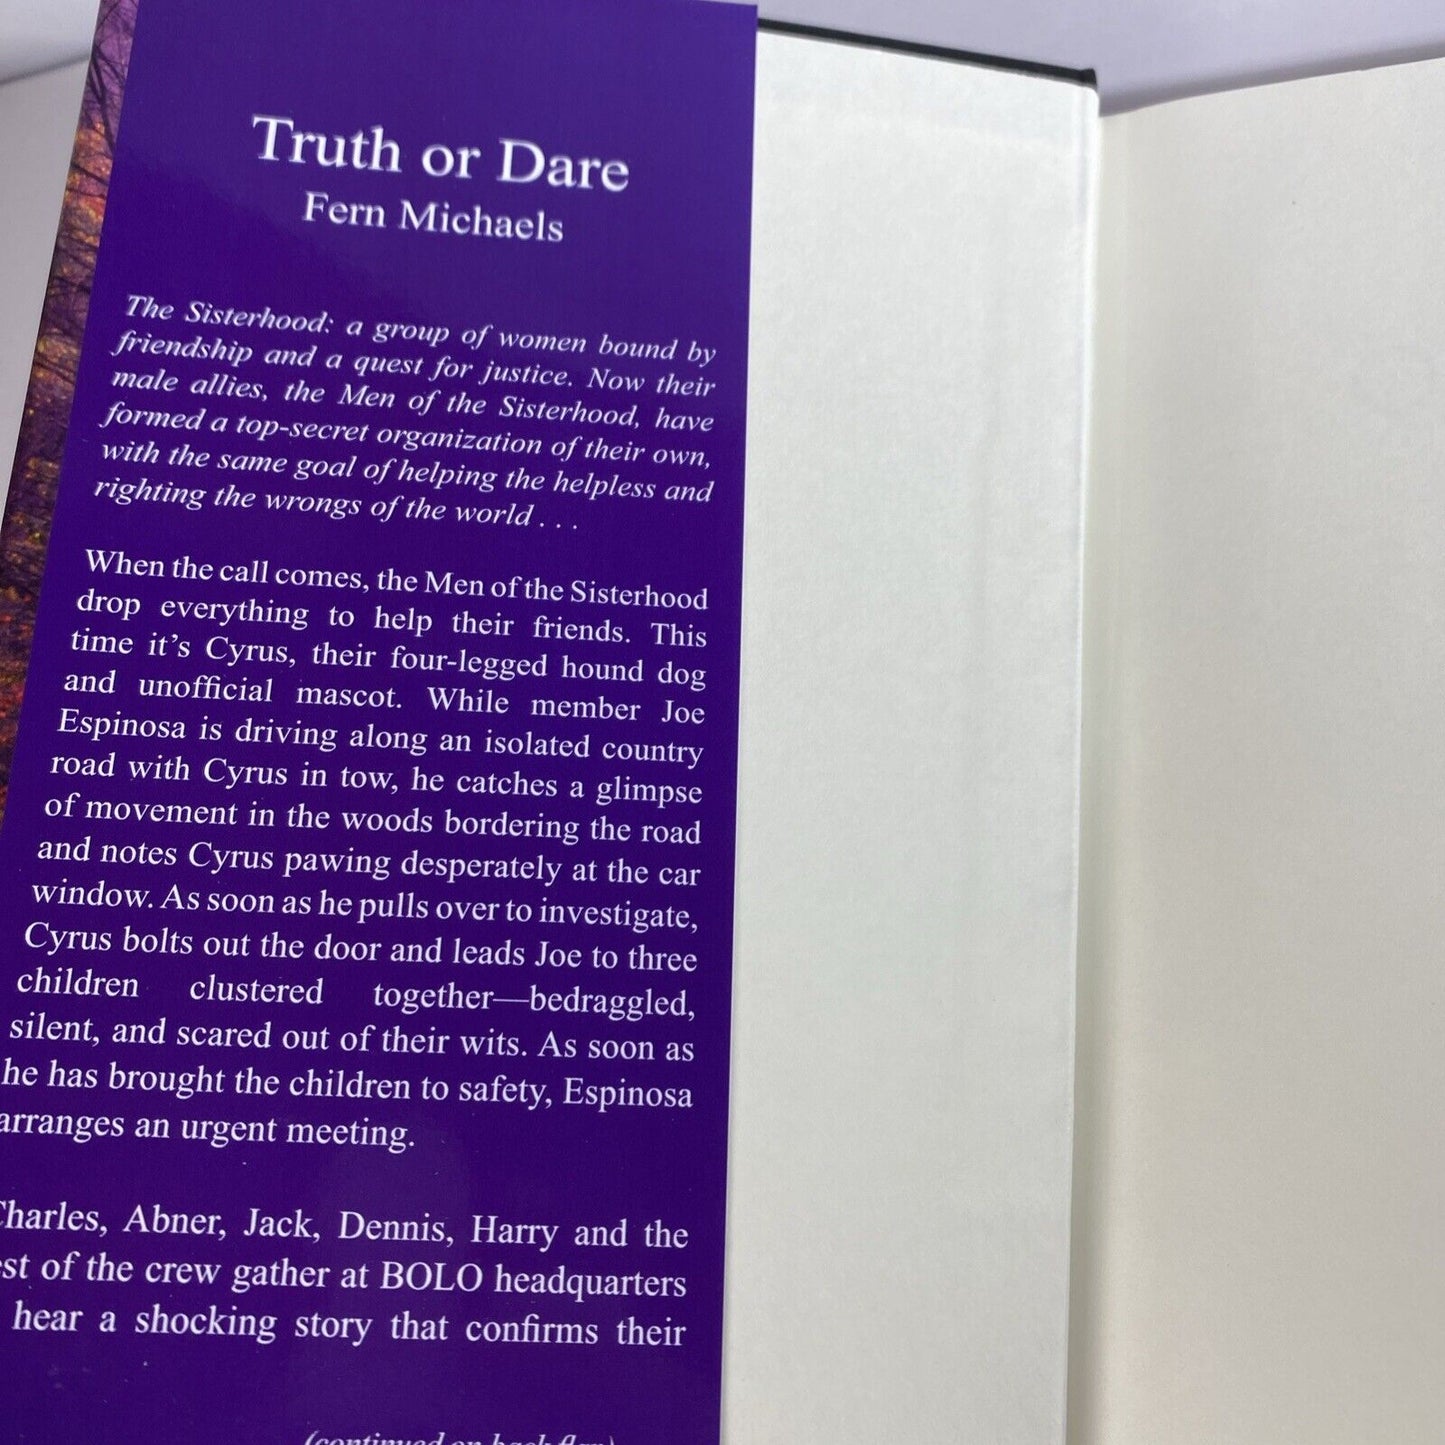 Truth or Dare
Fern Michaels
The Sisterhood: a group of women bound by
friendship and a quest for justice. Now their
male allies, the Men of the Sisterhood, have
formed a top-secret organization of their own,
with the same goal of helping the helpless and
righting the wrongs of the world . . .
When the call comes, the Men of the Sisterhood
drop everything to help their friends. This
time it's Cyrus, their four-legged hound dog
and unofficial mascot. While member Joe
Espinosa is driving along an isolated country
road with Cyrus in tow, he catches a glimpse
of movement in the woods bordering the road
and notes Cyrus pawing desperately at the car
window. As soon as he pulls over to investigate,
Cyrus bolts out the door and leads Joe to three
children clustered together—bedraggled,
silent, and scared out of their wits. As soon as
he has brought the children to safety, Espinosa
arranges an urgent meeting.
Charles, Abner, Jack, Dennis, Harry and the
est of the crew gather at BOLO headquarters
hear a shocking story that confirms their
(continued on back flap)